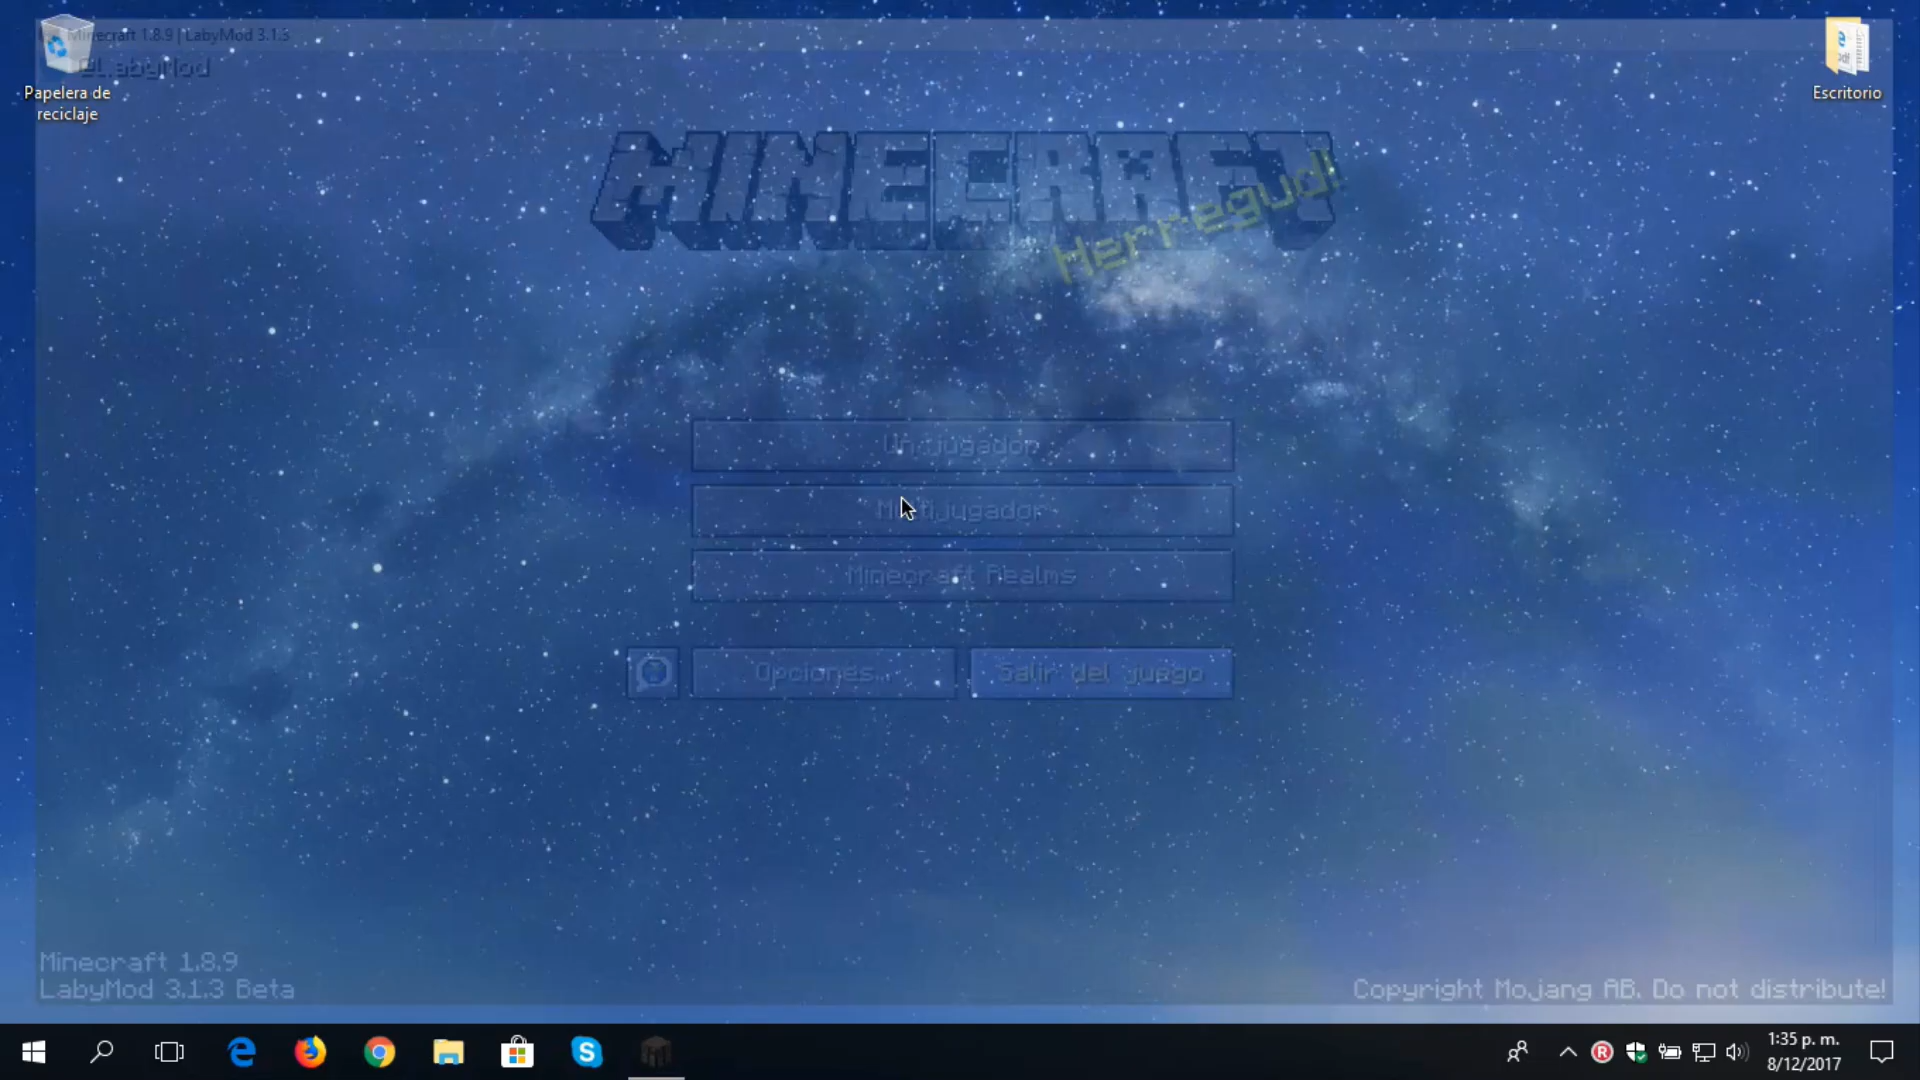 Minecraft 1.8.9 | LabyMod 3.1.3
@LabyMod
Papelera de
reciclaje
Escritorio
MINECRAFT
Herregud!
Un jugador
Multijugador
Minecraft Realms
Opciones...
Salir del juego
Minecraft 1.8.9
LabyMod 3.1.3 Beta
Copyright Mojang AB. Do not distribute!
1:35 p. m.
8/12/2017